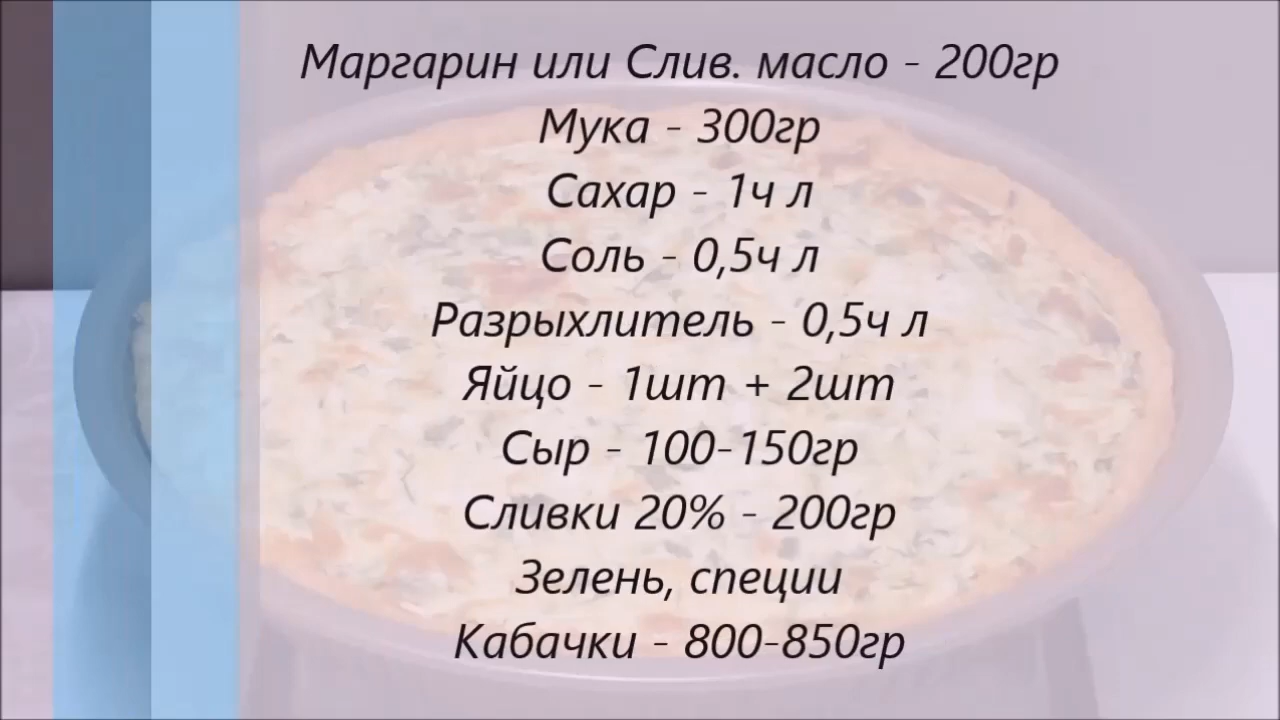 Маргарин или Слив. масло - 200гр
Мука - 300гр
Сахар - 1ч л
Соль - 0,5ч л
Разрыхлитель - 0,5ч л
Яйцо - 1шт + 2шт
Сыр - 100-150гр
Сливки 20% - 200гр
Зелень, специи
Кабачки - 800-850гр